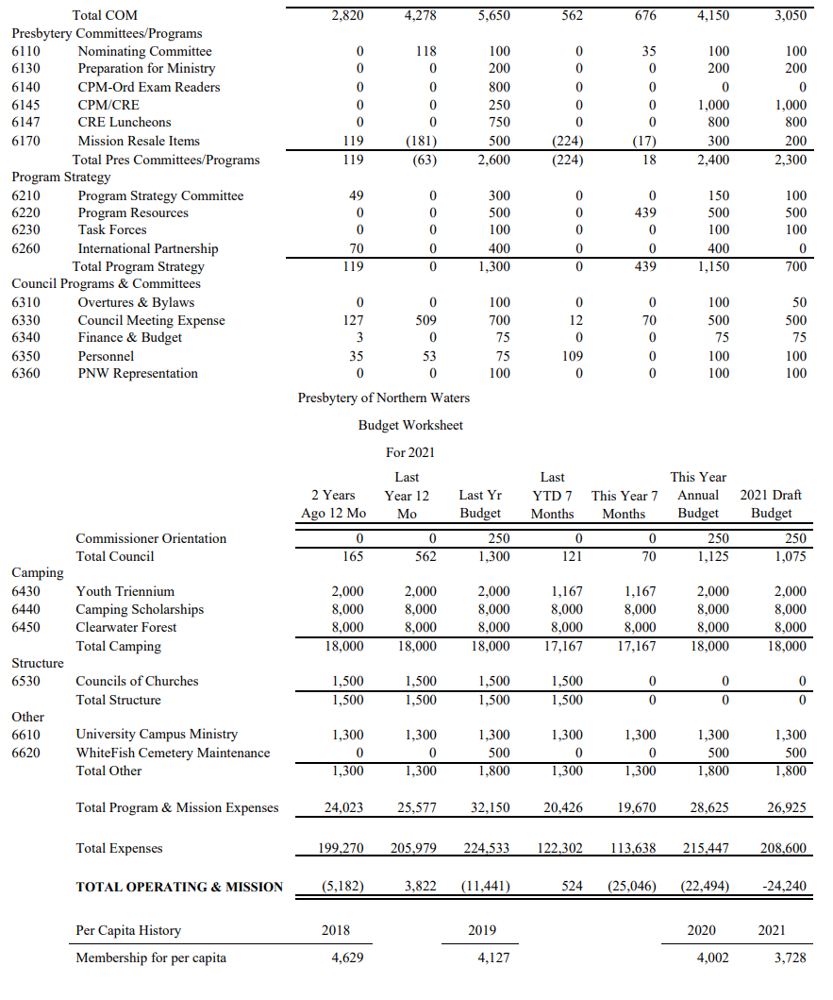 Total COM 2,820 4,278 5,650 562 676 4,150 3,050
Presbytery Committees/Programs
6110 Nominating Committee 0 118 100 0 35 100 100
6130 Preparation for Ministry 0 0 200 0 0 200 200
6140 CPM-Ord Exam Readers 0 0 800 0 0 0 0
6145 CPM/CRE 0 0 250 0 0 1,000 1,000
6147 CRE Luncheons 0 0 750 0 0 800 800
6170 Mission Resale Items 119 (181) 500 (224) (17) 300 200
Total Pres Committees/Programs 119 (63) 2,600 (224) 18 2,400 2,300
Program Strategy
6210 Program Strategy Committee 49 0 300 0 0 150 100
6220 Program Resources 0 0 500 0 439 500 500
6230 Task Forces 0 0 100 0 0 100 100
6260 International Partnership 70 0 400 0 0 400 0
Total Program Strategy 119 0 1,300 0 439 1,150 700
Council Programs & Committees
6310 Overtures & Bylaws 0 0 100 0 0 100 50
6330 Council Meeting Expense 127 509 700 12 70 500 500
6340 Finance & Budget 3 0 75 0 0 75 75
6350 Personnel 35 53 75 109 0 100 100
6360 PNW Representation 0 0 100 0 0 100 100
Presbytery of Northern Waters
Budget Worksheet
For 2021
Last Last This Year
2 Years Year 12 Last Yr YTD 7 This Year 7 Annual 2021 Draft
Ago 12 Mo Mo Budget Months Months Budget Budget
Commissioner Orientation 0 0 250 0 0 250 250
Total Council 165 562 1,300 121 70 1,125 1,075
Camping
6430 Youth Triennium 2,000 2,000 2,000 1,167 1,167 2,000 2,000
6440 Camping Scholarships 8,000 8,000 8,000 8,000 8,000 8,000 8,000
6450 Clearwater Forest 8,000 8,000 8,000 8,000 8,000 8,000 8,000
Total Camping 18,000 18,000 18,000 17,167 17,167 18,000 18,000
Structure
6530 Councils of Churches 1,500 1,500 1,500 1,500 0 0 0
Total Structure 1,500 1,500 1,500 1,500 0 0 0
Other
6610 University Campus Ministry 1,300 1,300 1,300 1,300 1,300 1,300 1,300
6620 WhiteFish Cemetery Maintenance 0 0 500 0 0 500 500
Total Other 1,300 1,300 1,800 1,300 1,300 1,800 1,800
Total Program & Mission Expenses 24,023 25,577 32,150 20,426 19,670 28,625 26,925
Total Expenses 199,270 205,979 224,533 122,302 113,638 215,447 208,600
TOTAL OPERATING & MISSION (5,182) 3,822 (11,441) 524 (25,046) (22,494) -24,240
Per Capita History 2018 2019 2020 2021
Membership for per capita 4,629 4,127 4,002 3,728